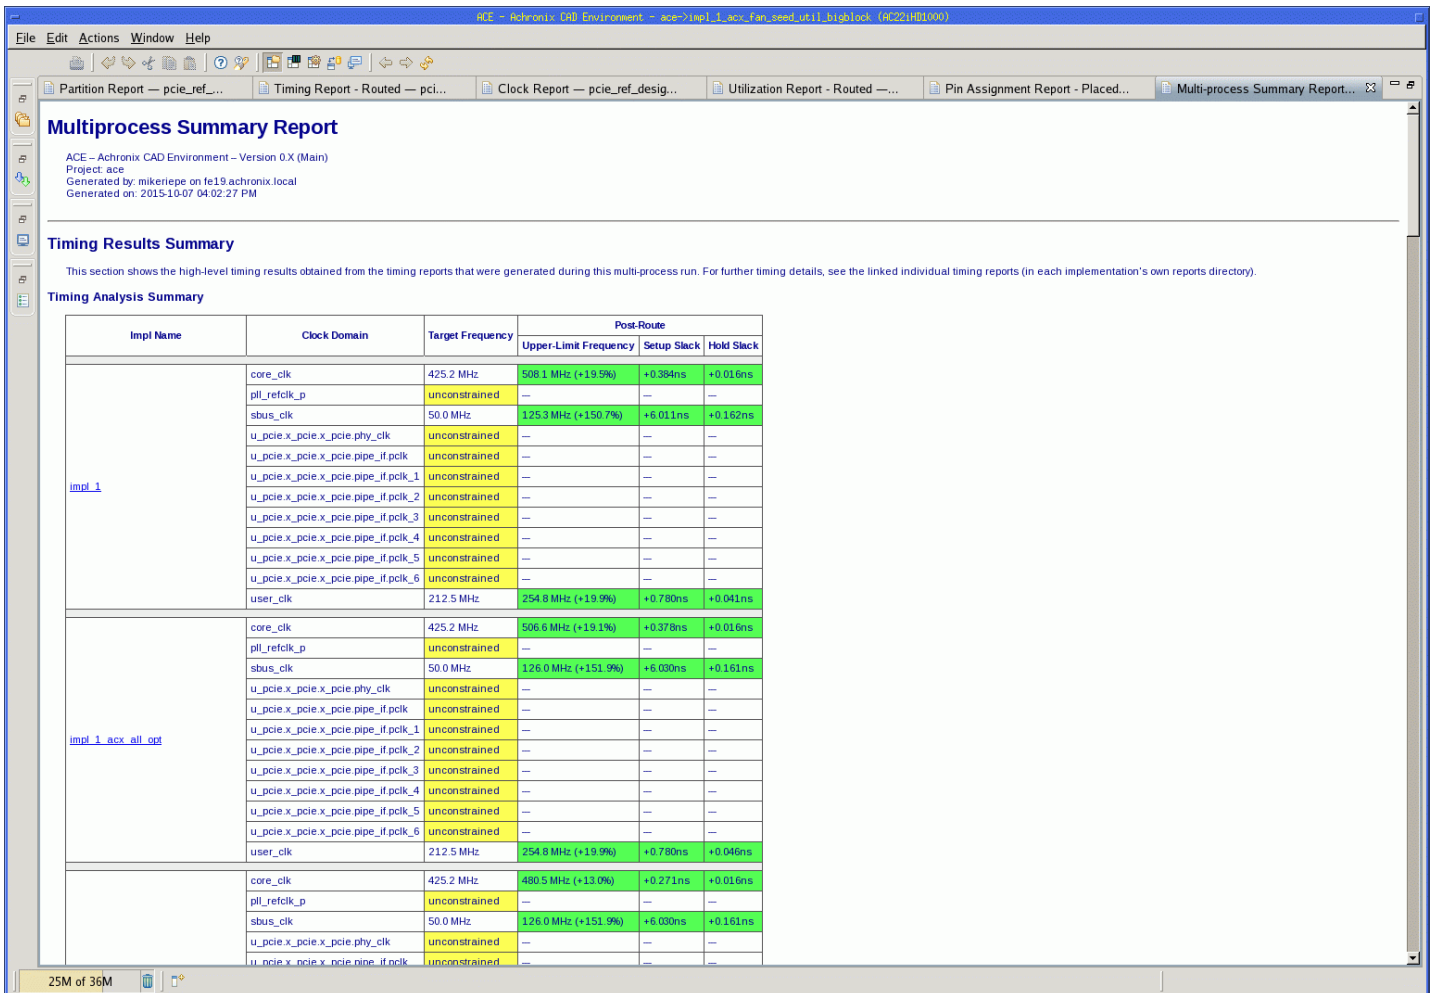 ACE - Achronix CAD Environment - ace->impl_1_acx_fan_seed_util_bigblock (AC22iHD1000)
File Edit Actions Window Help
Partition Report — pcie_ref_... Timing Report - Routed — pci... Clock Report — pcie_ref_desig... Utilization Report - Routed —... Pin Assignment Report - Placed... Multi-process Summary Report...
Multiprocess Summary Report
ACE – Achronix CAD Environment – Version 0.X (Main)
Project: ace
Generated by: mikeriepe on fe19.achronix.local
Generated on: 2015-10-07 04:02:27 PM
Timing Results Summary
This section shows the high-level timing results obtained from the timing reports that were generated during this multi-process run. For further timing details, see the linked individual timing reports (in each implementation's own reports directory).
Timing Analysis Summary
Impl Name Clock Domain Target Frequency Post-Route
Upper-Limit Frequency Setup Slack Hold Slack
core_clk 425.2 MHz 508.1 MHz (+19.5%) +0.384ns +0.016ns
pll_refclk_p unconstrained --- --- ---
sbus_clk 50.0 MHz 125.3 MHz (+150.7%) +6.011ns +0.162ns
u_pcie.x_pcie.x_pcie.phy_clk unconstrained --- --- ---
u_pcie.x_pcie.x_pcie.pipe_if.pclk unconstrained --- --- ---
u_pcie.x_pcie.x_pcie.pipe_if.pclk_1 unconstrained --- --- ---
impl_1
u_pcie.x_pcie.x_pcie.pipe_if.pclk_2 unconstrained --- --- ---
u_pcie.x_pcie.x_pcie.pipe_if.pclk_3 unconstrained --- --- ---
u_pcie.x_pcie.x_pcie.pipe_if.pclk_4 unconstrained --- --- ---
u_pcie.x_pcie.x_pcie.pipe_if.pclk_5 unconstrained --- --- ---
u_pcie.x_pcie.x_pcie.pipe_if.pclk_6 unconstrained --- --- ---
user_clk 212.5 MHz 254.8 MHz (+19.9%) +0.780ns +0.041ns
core_clk 425.2 MHz 506.6 MHz (+19.1%) +0.378ns +0.016ns
pll_refclk_p unconstrained --- --- ---
sbus_clk 50.0 MHz 126.0 MHz (+151.9%) +6.030ns +0.161ns
u_pcie.x_pcie.x_pcie.phy_clk unconstrained --- --- ---
u_pcie.x_pcie.x_pcie.pipe_if.pclk unconstrained --- --- ---
u_pcie.x_pcie.x_pcie.pipe_if.pclk_1 unconstrained --- --- ---
impl_1_acx_all_opt
u_pcie.x_pcie.x_pcie.pipe_if.pclk_2 unconstrained --- --- ---
u_pcie.x_pcie.x_pcie.pipe_if.pclk_3 unconstrained --- --- ---
u_pcie.x_pcie.x_pcie.pipe_if.pclk_4 unconstrained --- --- ---
u_pcie.x_pcie.x_pcie.pipe_if.pclk_5 unconstrained --- --- ---
u_pcie.x_pcie.x_pcie.pipe_if.pclk_6 unconstrained --- --- ---
user_clk 212.5 MHz 254.8 MHz (+19.9%) +0.780ns +0.046ns
core_clk 425.2 MHz 480.5 MHz (+13.0%) +0.271ns +0.016ns
pll_refclk_p unconstrained --- --- ---
sbus_clk 50.0 MHz 126.0 MHz (+151.9%) +6.030ns +0.161ns
u_pcie.x_pcie.x_pcie.phy_clk unconstrained --- --- ---
u_pcie.x_pcie.x_pcie.pipe_if.pclk unconstrained --- --- ---
25M of 36M